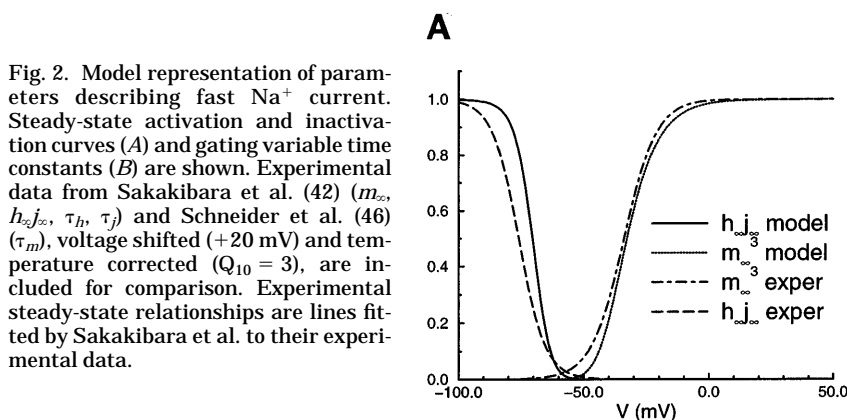 A
Fig. 2. Model representation of param-
eters describing fast Na⁺ current.
Steady-state activation and inactiva-
tion curves (A) and gating variable time
constants (B) are shown. Experimental
data from Sakakibara et al. (42) (m∞,
h∞j∞, τh, τj) and Schneider et al. (46)
(τm), voltage shifted (+20 mV) and tem-
perature corrected (Q₁₀ = 3), are in-
cluded for comparison. Experimental
steady-state relationships are lines fit-
ted by Sakakibara et al. to their experi-
mental data.
1.0
0.8
0.6
0.4
0.2
0.0
-100.0
-50.0
0.0
50.0
V (mV)
h∞j∞ model
m∞³ model
m∞³ exper
h∞j∞ exper